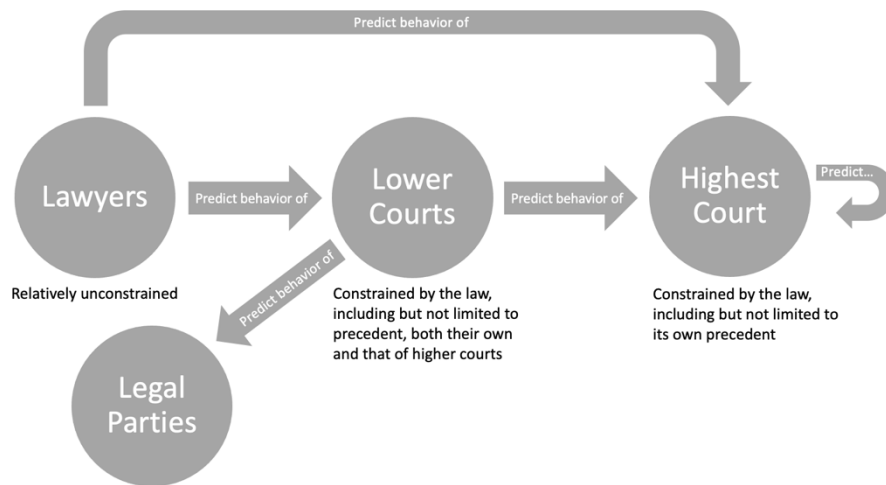 Predict behavior of
Lawyers
Predict behavior of
Lower
Courts
Predict behavior of
Highest
Court
Predict...
Relatively unconstrained
Predict behavior of
Constrained by the law,
including but not limited to
precedent, both their own
and that of higher courts
Constrained by the law,
including but not limited to
its own precedent
Legal
Parties